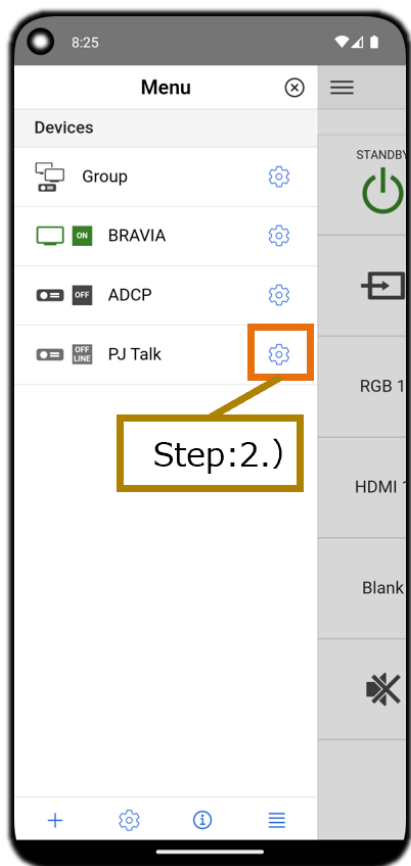 8:25
Menu
Devices
Group
ON BRAVIA
OFF ADCP
OFF LINE PJ Talk
Step:2.)
STANDBY
RGB 1
HDMI 1
Blank